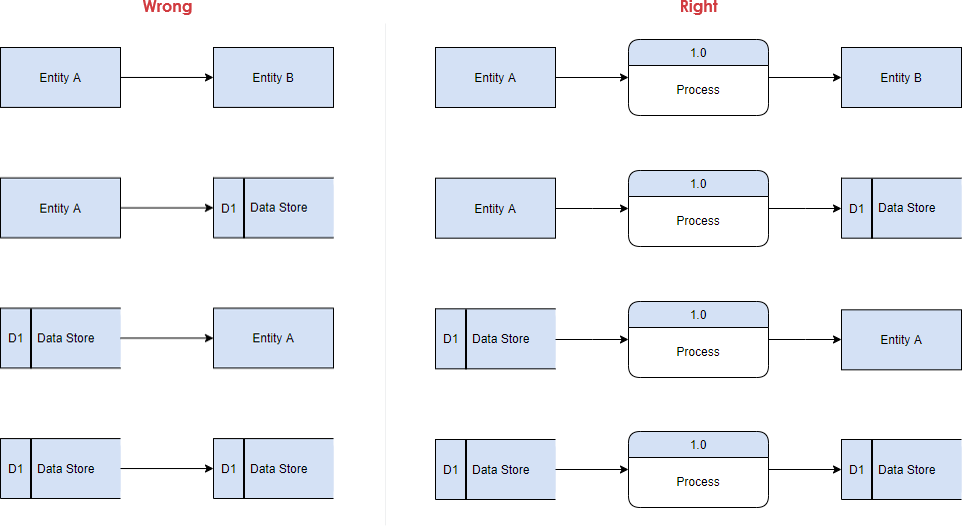 Wrong
Right
Entity A
Entity B
Entity A
1.0
Process
Entity B
Entity A
D1
Data Store
Entity A
1.0
Process
D1
Data Store
D1
Data Store
Entity A
D1
Data Store
1.0
Process
Entity A
D1
Data Store
D1
Data Store
D1
Data Store
1.0
Process
D1
Data Store